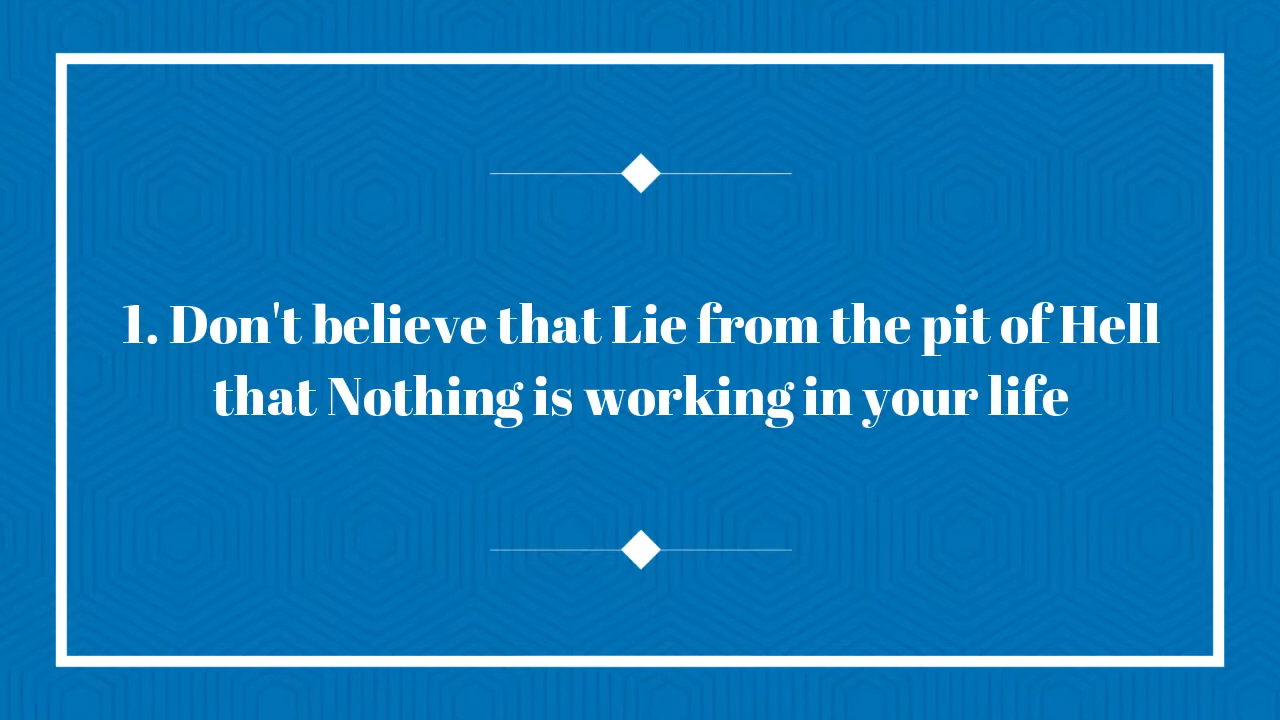 1. Don't believe that Lie from the pit of Hell
that Nothing is working in your life